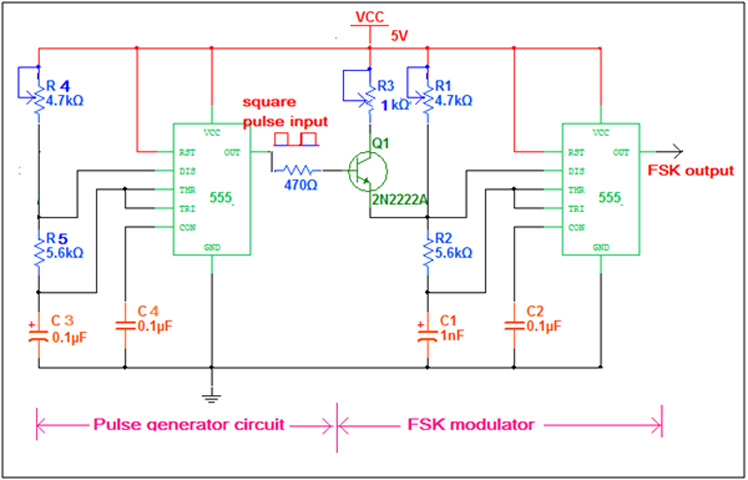 VCC
5V
R 4
4.7kΩ
R3
1 kΩ
R1
4.7kΩ
square
pulse input
VCC
RST
OUT
DIS
THR
555
TRI
CON
GND
470Ω
Q1
2N2222A
VCC
RST
OUT
DIS
THR
555
TRI
CON
GND
FSK output
R 5
5.6kΩ
R2
5.6kΩ
C 3
0.1µF
C 4
0.1µF
C1
1nF
C2
0.1µF
Pulse generator circuit
FSK modulator